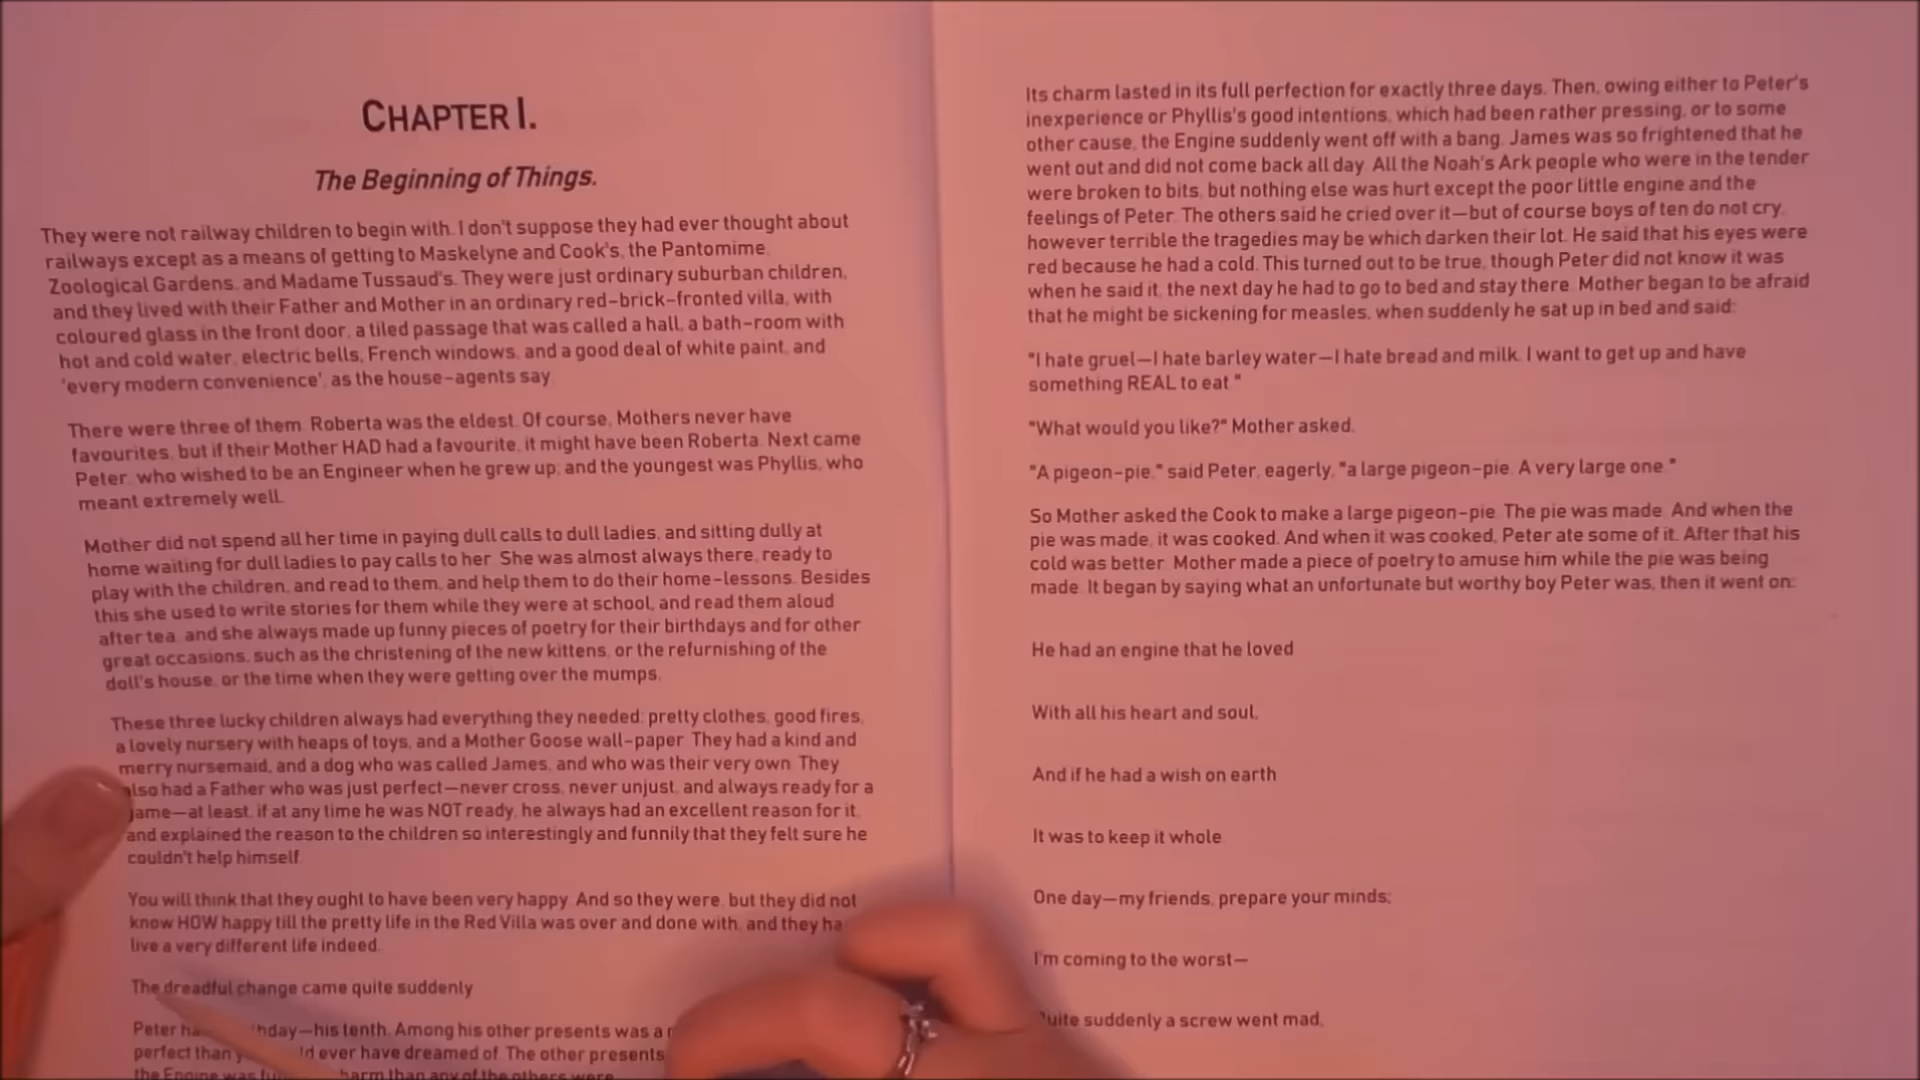 CHAPTER I.
The Beginning of Things.
They were not railway children to begin with. I don't suppose they had ever thought about
railways except as a means of getting to Maskelyne and Cook's, the Pantomime,
Zoological Gardens, and Madame Tussaud's. They were just ordinary suburban children,
and they lived with their Father and Mother in an ordinary red-brick-fronted villa, with
coloured glass in the front door, a tiled passage that was called a hall, a bath-room with
hot and cold water, electric bells, French windows, and a good deal of white paint, and
'every modern convenience', as the house-agents say.
There were three of them. Roberta was the eldest. Of course, Mothers never have
favourites, but if their Mother HAD had a favourite, it might have been Roberta. Next came
Peter, who wished to be an Engineer when he grew up; and the youngest was Phyllis, who
meant extremely well.
Mother did not spend all her time in paying dull calls to dull ladies, and sitting dully at
home waiting for dull ladies to pay calls to her. She was almost always there, ready to
play with the children, and read to them, and help them to do their home-lessons. Besides
this she used to write stories for them while they were at school, and read them aloud
after tea, and she always made up funny pieces of poetry for their birthdays and for other
great occasions, such as the christening of the new kittens, or the refurnishing of the
doll's house, or the time when they were getting over the mumps.
These three lucky children always had everything they needed: pretty clothes, good fires,
a lovely nursery with heaps of toys, and a Mother Goose wall-paper. They had a kind and
merry nursemaid, and a dog who was called James, and who was their very own. They
also had a Father who was just perfect—never cross, never unjust, and always ready for a
game—at least, if at any time he was NOT ready, he always had an excellent reason for it,
and explained the reason to the children so interestingly and funnily that they felt sure he
couldn't help himself.
You will think that they ought to have been very happy. And so they were, but they did not
know HOW happy till the pretty life in the Red Villa was over and done with, and they ha
live a very different life indeed.
The dreadful change came quite suddenly
Peter ha thday—his tenth. Among his other presents was a
perfect than ld ever have dreamed of. The other presents
the Engine was harm than any of the others were
Its charm lasted in its full perfection for exactly three days. Then, owing either to Peter's
inexperience or Phyllis's good intentions, which had been rather pressing, or to some
other cause, the Engine suddenly went off with a bang. James was so frightened that he
went out and did not come back all day. All the Noah's Ark people who were in the tender
were broken to bits, but nothing else was hurt except the poor little engine and the
feelings of Peter. The others said he cried over it—but of course boys of ten do not cry,
however terrible the tragedies may be which darken their lot. He said that his eyes were
red because he had a cold. This turned out to be true, though Peter did not know it was
when he said it, the next day he had to go to bed and stay there. Mother began to be afraid
that he might be sickening for measles, when suddenly he sat up in bed and said:
"I hate gruel—I hate barley water—I hate bread and milk. I want to get up and have
something REAL to eat."
"What would you like?" Mother asked.
"A pigeon-pie," said Peter, eagerly, "a large pigeon-pie. A very large one."
So Mother asked the Cook to make a large pigeon-pie. The pie was made. And when the
pie was made, it was cooked. And when it was cooked, Peter ate some of it. After that his
cold was better. Mother made a piece of poetry to amuse him while the pie was being
made. It began by saying what an unfortunate but worthy boy Peter was, then it went on:
He had an engine that he loved
With all his heart and soul,
And if he had a wish on earth
It was to keep it whole.
One day—my friends, prepare your minds;
I'm coming to the worst—
Quite suddenly a screw went mad,